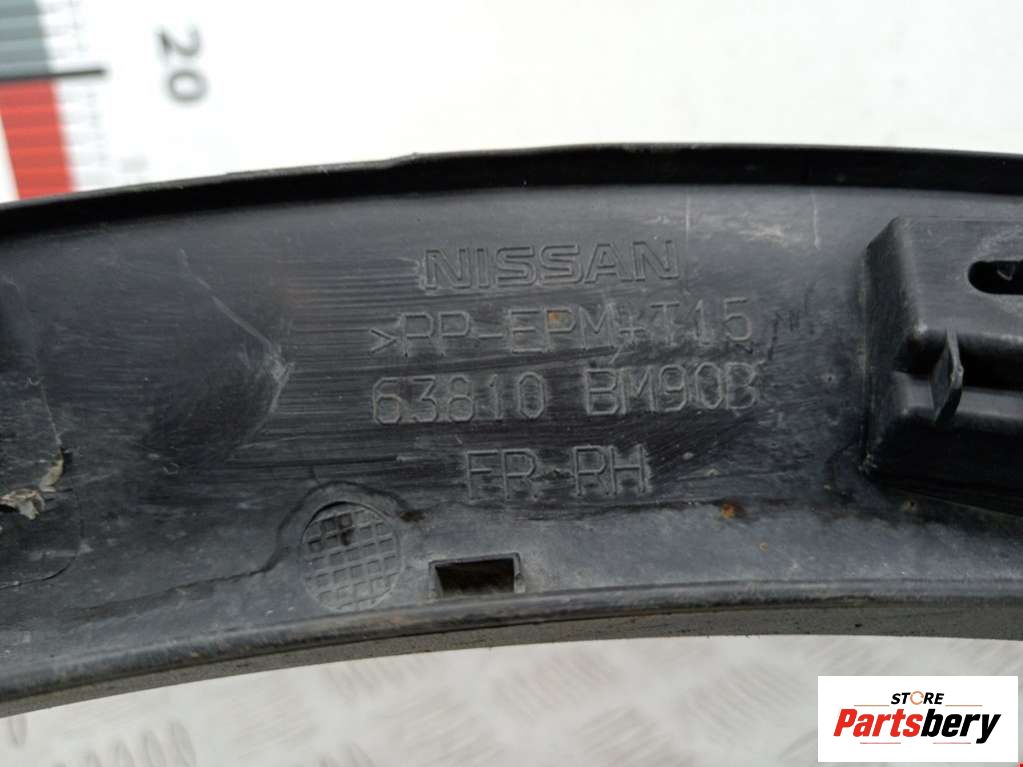 20
NISSAN
>PP-EPM+T15
63810 BM90B
FR-RH
STORE
Partsbery